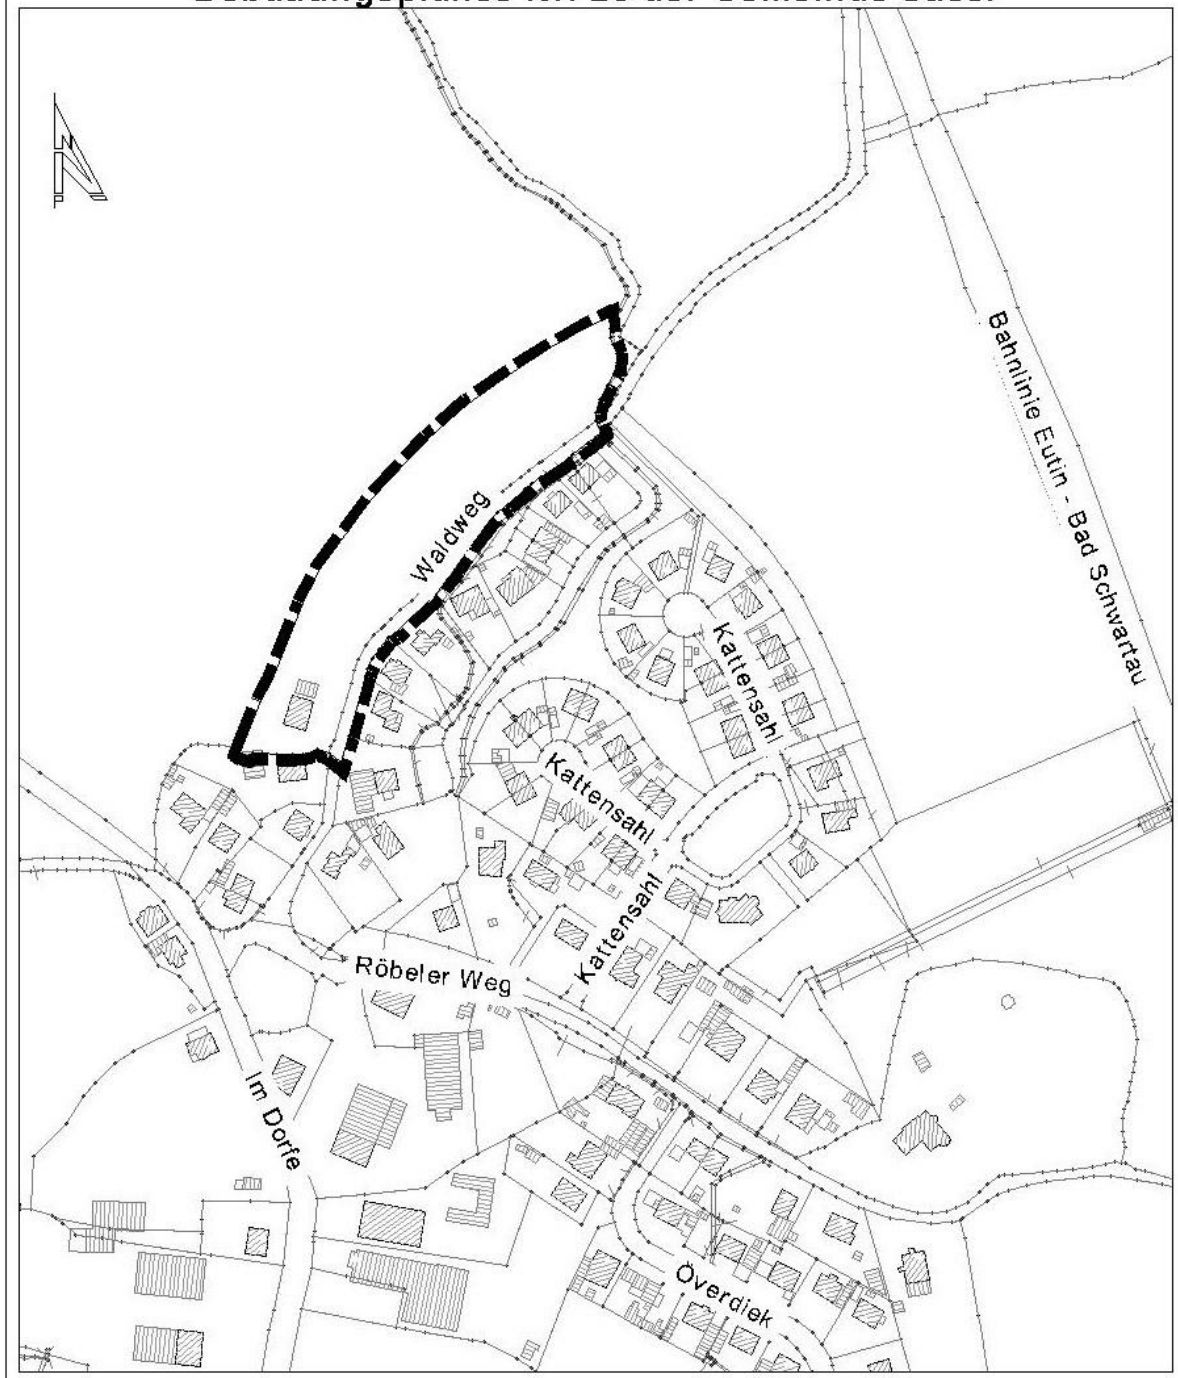 N
Bahnlinie Eutin - Bad Schwartau
Waldweg
Kattensahl
Kattensahl
Kattensahl
Röbeler Weg
Im Dorfe
Överdiek